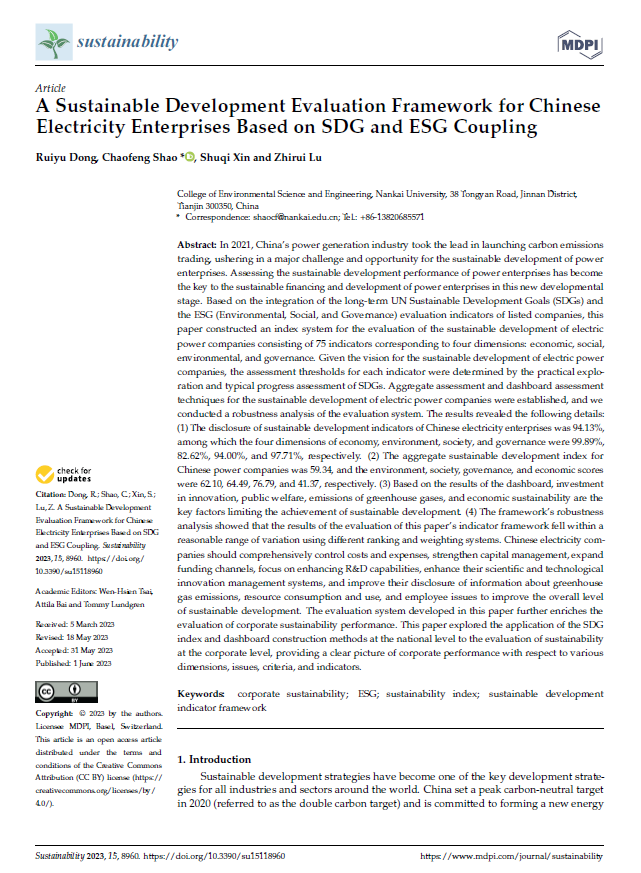 sustainability
MDPI
Article
A Sustainable Development Evaluation Framework for Chinese
Electricity Enterprises Based on SDG and ESG Coupling
Ruiyu Dong, Chaofeng Shao *, Shuqi Xin and Zhirui Lu
College of Environmental Science and Engineering, Nankai University, 38 Tongyan Road, Jinnan District,
Tianjin 300350, China
* Correspondence: shaocf@nankai.edu.cn; Tel.: +86-13820685571
Abstract: In 2021, China's power generation industry took the lead in launching carbon emissions
trading, ushering in a major challenge and opportunity for the sustainable development of power
enterprises. Assessing the sustainable development performance of power enterprises has become
the key to the sustainable financing and development of power enterprises in this new developmental
stage. Based on the integration of the long-term UN Sustainable Development Goals (SDGs) and
the ESG (Environmental, Social, and Governance) evaluation indicators of listed companies, this
paper constructed an index system for the evaluation of the sustainable development of electric
power companies consisting of 75 indicators corresponding to four dimensions: economic, social,
environmental, and governance. Given the vision for the sustainable development of electric power
companies, the assessment thresholds for each indicator were determined by the practical explo-
ration and typical progress assessment of SDGs. Aggregate assessment and dashboard assessment
techniques for the sustainable development of electric power companies were established, and we
conducted a robustness analysis of the evaluation system. The results revealed the following details:
(1) The disclosure of sustainable development indicators of Chinese electricity enterprises was 94.13%,
among which the four dimensions of economy, environment, society, and governance were 99.89%,
82.62%, 94.00%, and 97.71%, respectively. (2) The aggregate sustainable development index for
Chinese power companies was 59.34, and the environment, society, governance, and economic scores
were 62.10, 64.49, 76.79, and 41.37, respectively. (3) Based on the results of the dashboard, investment
in innovation, public welfare, emissions of greenhouse gases, and economic sustainability are the
key factors limiting the achievement of sustainable development. (4) The framework's robustness
analysis showed that the results of the evaluation of this paper's indicator framework fell within a
reasonable range of variation using different ranking and weighting systems. Chinese electricity com-
panies should comprehensively control costs and expenses, strengthen capital management, expand
funding channels, focus on enhancing R&D capabilities, enhance their scientific and technological
innovation management systems, and improve their disclosure of information about greenhouse
gas emissions, resource consumption and use, and employee issues to improve the overall level
of sustainable development. The evaluation system developed in this paper further enriches the
evaluation of corporate sustainability performance. This paper explored the application of the SDG
index and dashboard construction methods at the national level to the evaluation of sustainability
at the corporate level, providing a clear picture of corporate performance with respect to various
dimensions, issues, criteria, and indicators.
Keywords: corporate sustainability; ESG; sustainability index; sustainable development
indicator framework
check for
updates
Citation: Dong, R.; Shao, C.; Xin, S.;
Lu, Z. A Sustainable Development
Evaluation Framework for Chinese
Electricity Enterprises Based on SDG
and ESG Coupling. Sustainability
2023, 15, 8960. https://doi.org/
10.3390/su15118960
Academic Editors: Wen-Hsien Tsai,
Attila Bai and Tommy Lundgren
Received: 5 March 2023
Revised: 18 May 2023
Accepted: 31 May 2023
Published: 1 June 2023
CC BY
Copyright: © 2023 by the authors.
Licensee MDPI, Basel, Switzerland.
This article is an open access article
distributed under the terms and
conditions of the Creative Commons
Attribution (CC BY) license (https://
creativecommons.org/licenses/by/
4.0/).
1. Introduction
Sustainable development strategies have become one of the key development strate-
gies for all industries and sectors around the world. China set a peak carbon-neutral target
in 2020 (referred to as the double carbon target) and is committed to forming a new energy
Sustainability 2023, 15, 8960. https://doi.org/10.3390/su15118960
https://www.mdpi.com/journal/sustainability